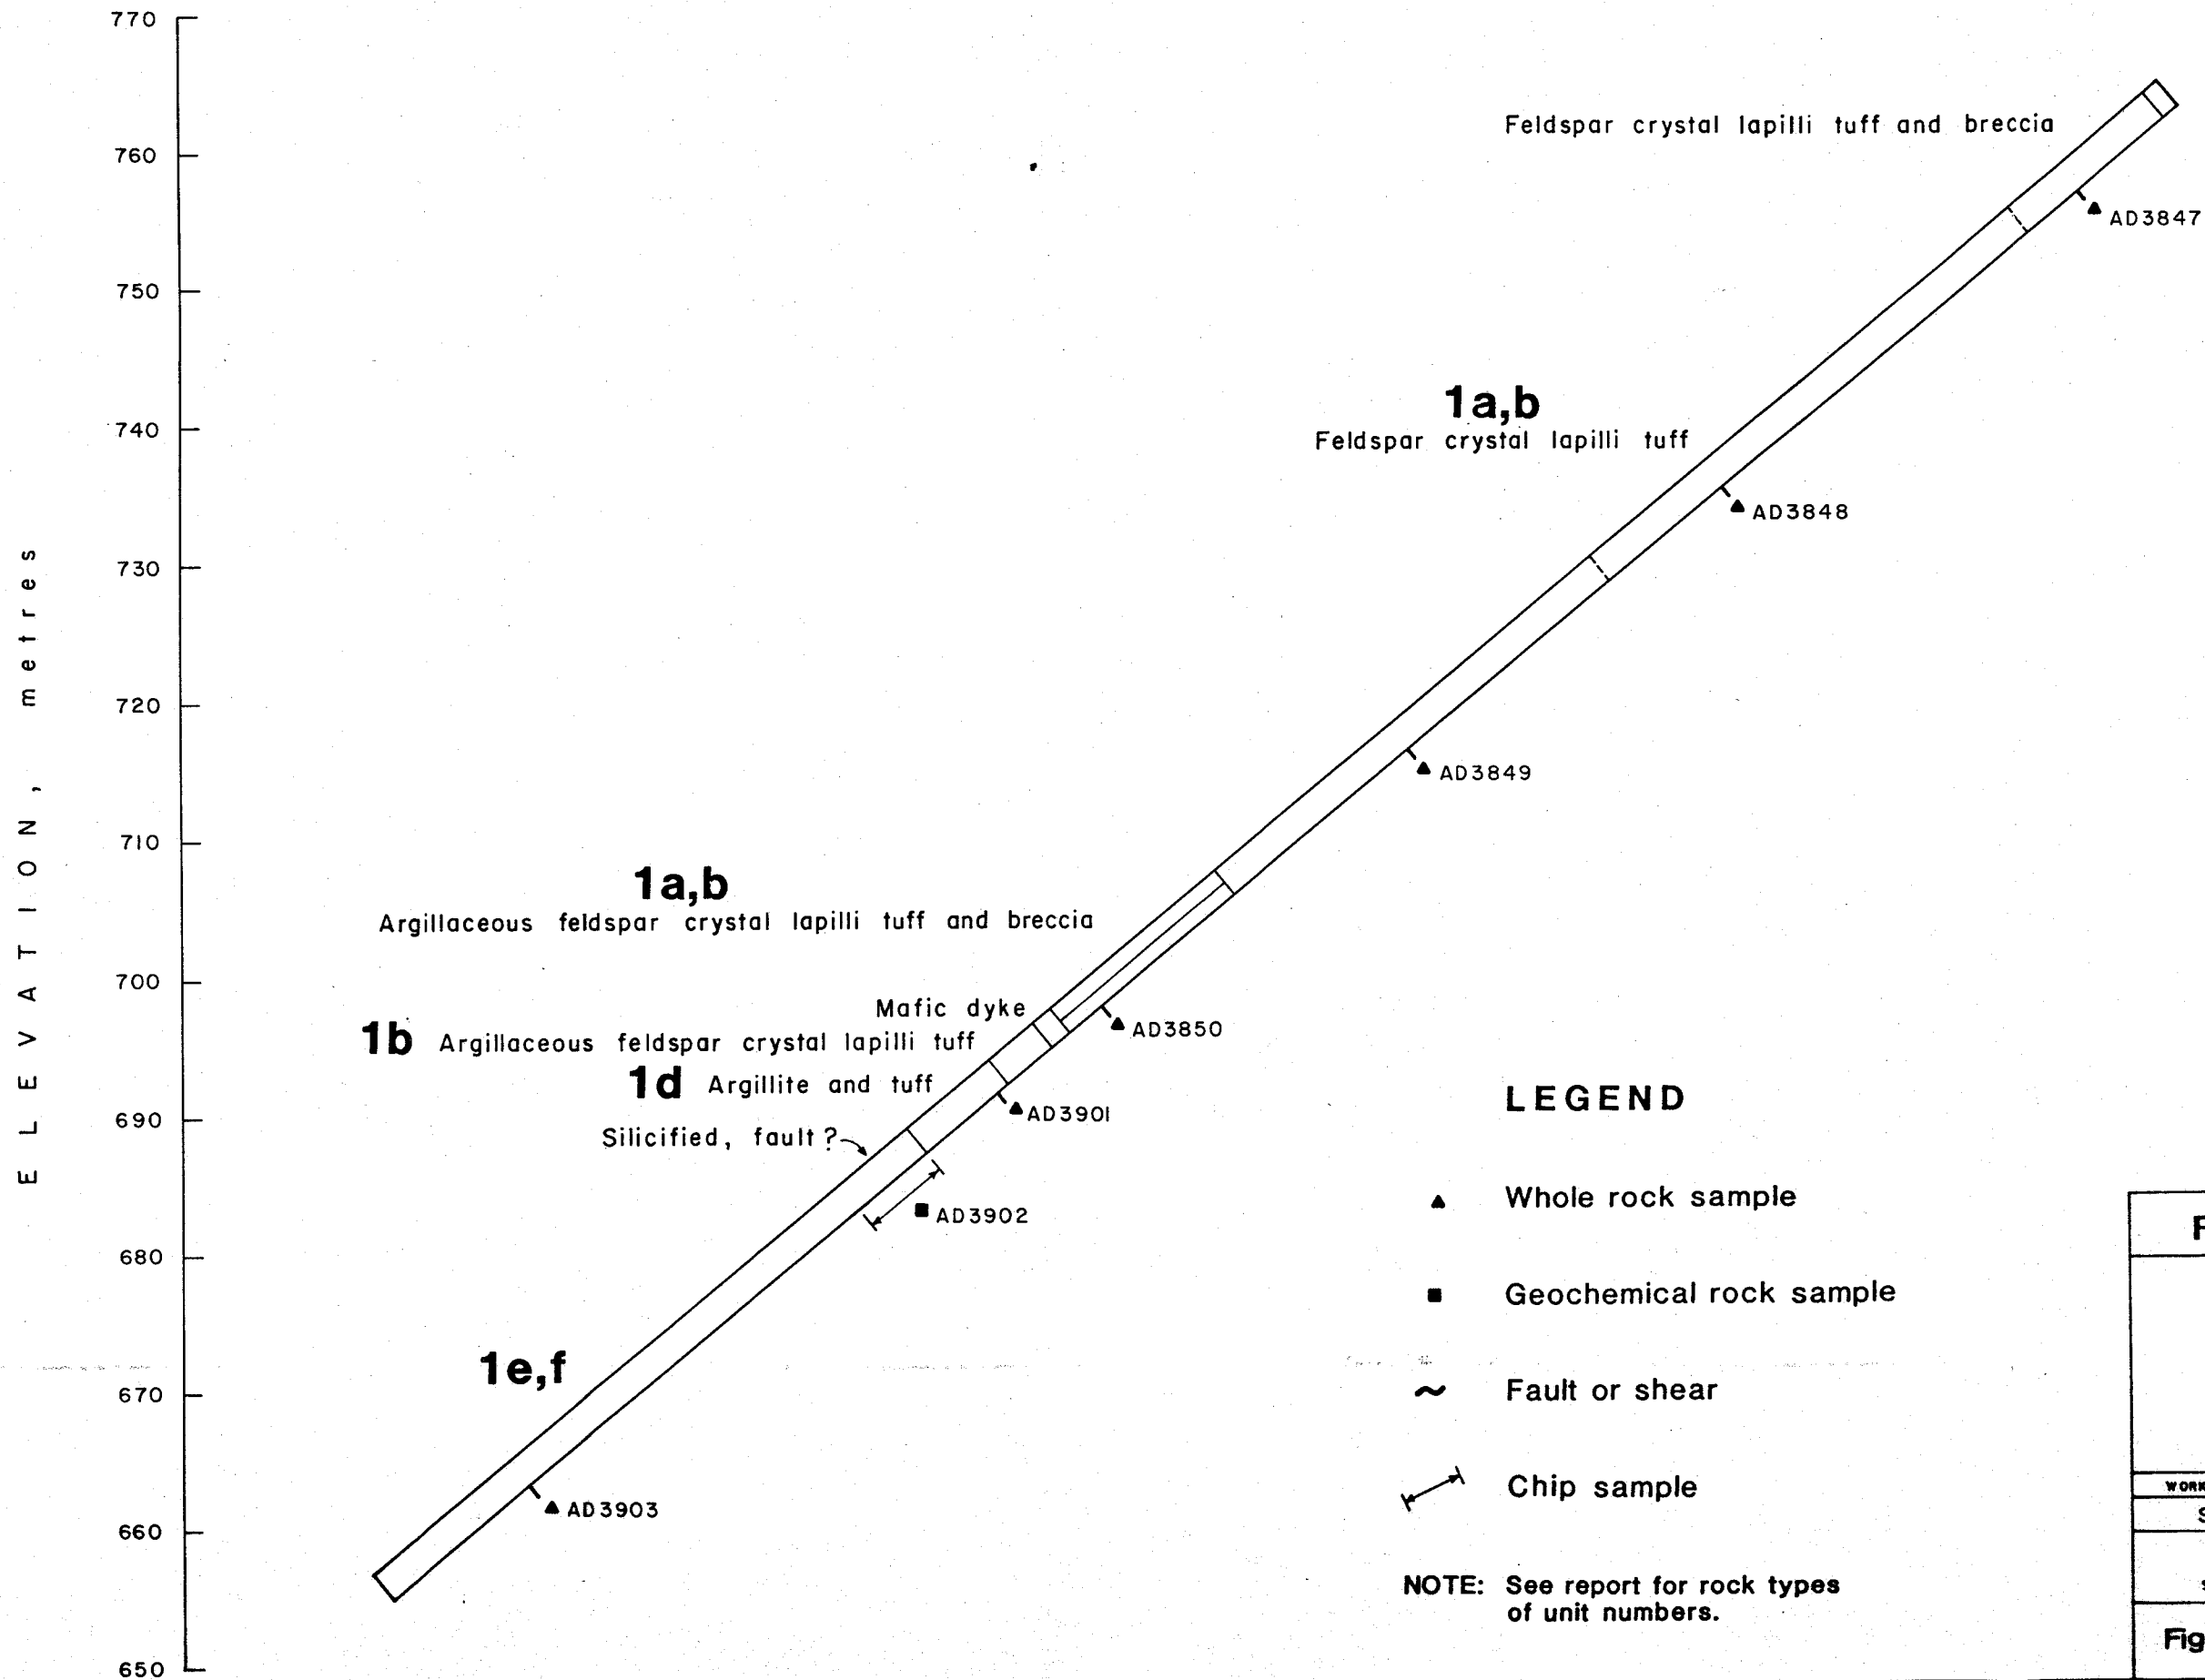 770
Feldspar crystal lapilli tuff and breccia
760
AD3847
750
1a,b
740
Feldspar crystal lapilli tuff
AD3848
730
ELEVATION, metres
720
AD3849
710
1a,b
Argillaceous feldspar crystal lapilli tuff and breccia
700
Mafic dyke
AD3850
1b Argillaceous feldspar crystal lapilli tuff
1d Argillite and tuff
LEGEND
AD3901
690
Silicified, fault?
Whole rock sample
AD3902
680
Geochemical rock sample
1e,f
670
Fault or shear
Chip sample
AD3903
660
NOTE: See report for rock types
of unit numbers.
Fig
650